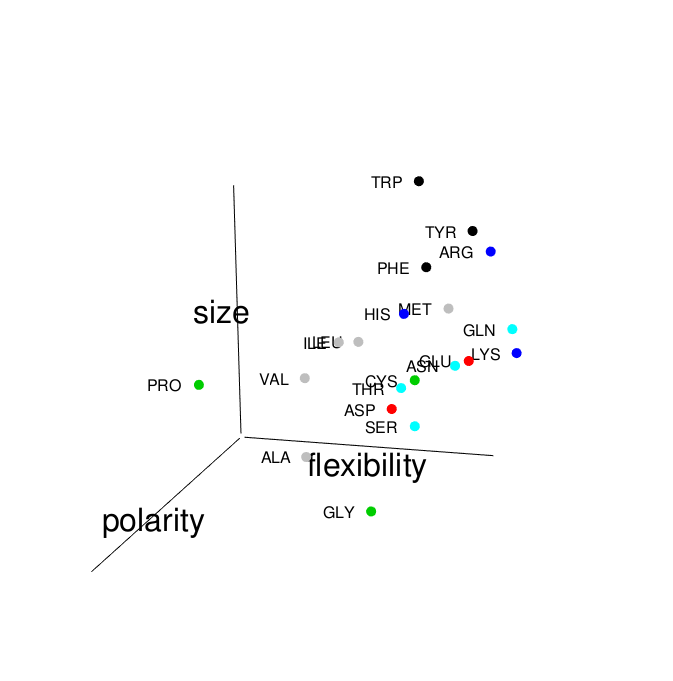 TRP
TYR
ARG
PHE
MET
size
HIS
GLN
ILE
LEU
LYS
GLU
ASN
VAL
CYS
PRO
THR
ASP
SER
ALA
flexibility
GLY
polarity